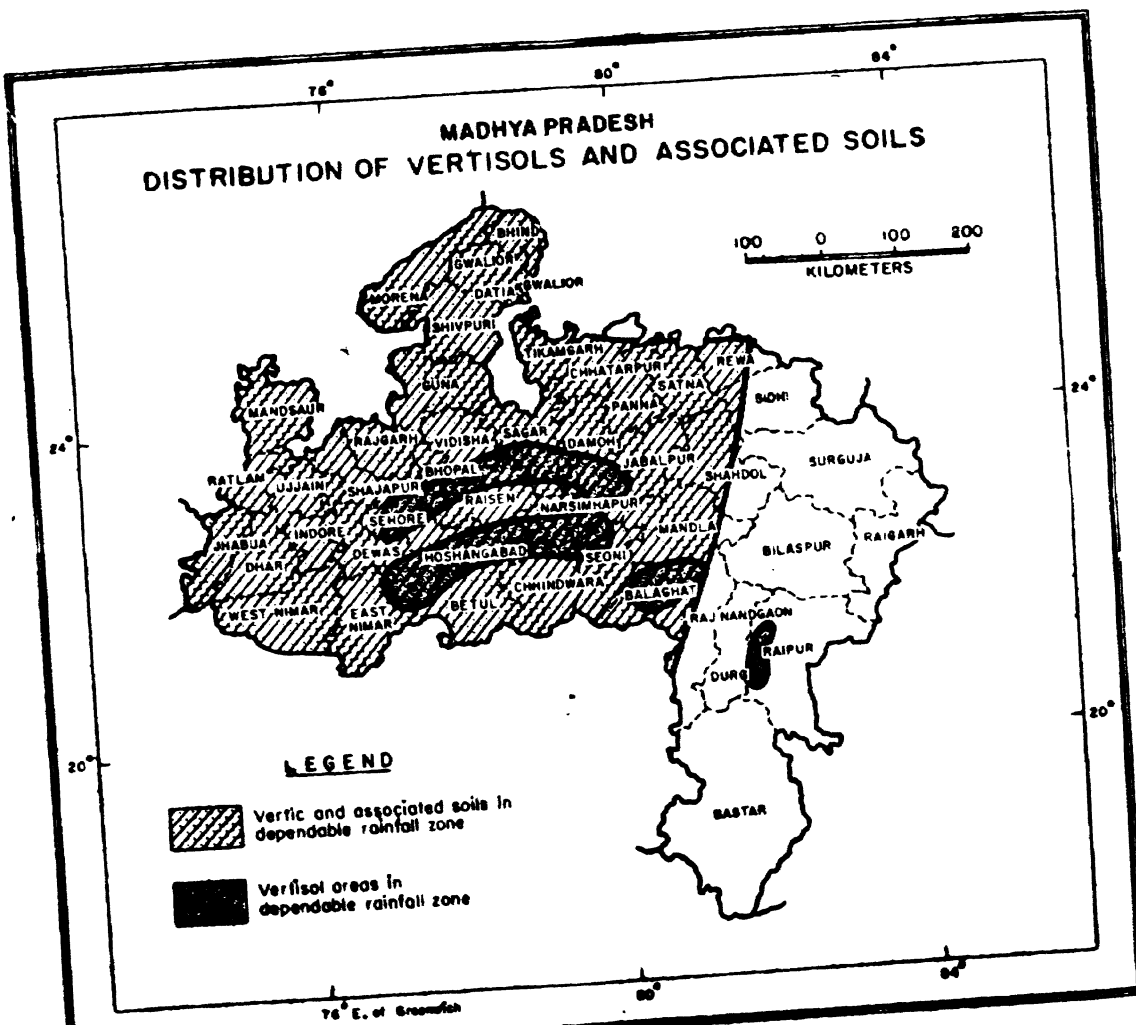 76°
80°
84°
MADHYA PRADESH
DISTRIBUTION OF VERTISOLS AND ASSOCIATED SOILS
100 0 100 200
KILOMETERS
BHIND
GWALIOR
MORENA
DATIA
GWALIOR
SHIVPURI
TIKAMGARH
CHHATARPUR
REWA
SATNA
GUNA
PANNA
SIDHI
24°
MANDSAUR
RAJGARH
VIDISHA
SAGAR
DAMOH
24°
BHOPAL
JABALPUR
SHAHDOL
SURGUJA
RATLAM
UJJAIN
SHAJAPUR
RAISEN
NARSIMHAPUR
SEHORE
MANDLA
JHABUA
INDORE
DEWAS
HOSHANGABAD
SEONI
BILASPUR
RAIGARH
DHAR
CHHINDWARA
BALAGHAT
WEST NIMAR
EAST
NIMAR
BETUL
RAJ NANDGAON
RAIPUR
DURG
20°
20°
BASTAR
LEGEND
Vertic and associated soils in
dependable rainfall zone
Vertisol areas in
dependable rainfall zone
76° E. of Greenwich
80°
84°